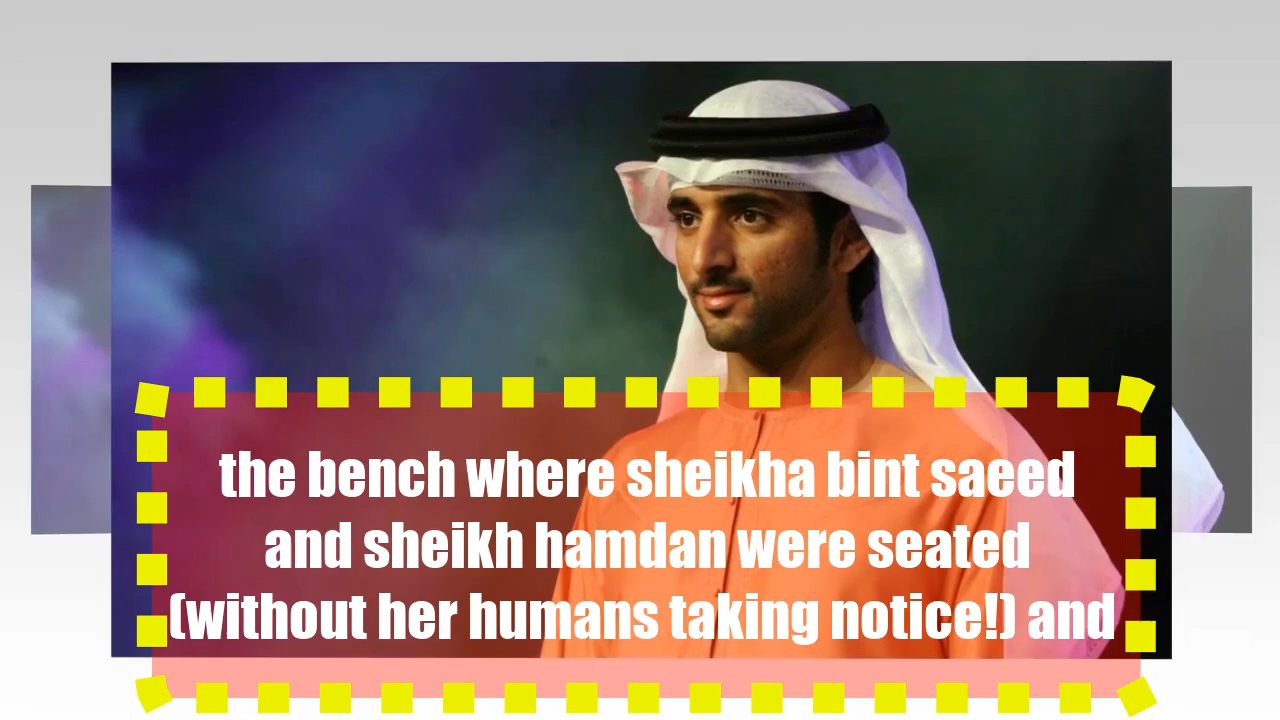 the bench where sheikha bint saeed
and sheikh hamdan were seated
(without her humans taking notice!) and